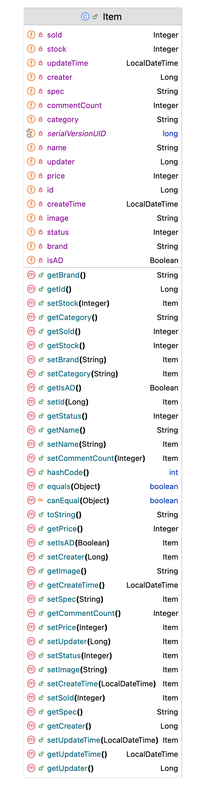 Item
sold Integer
stock Integer
updateTime LocalDateTime
creater Long
spec String
commentCount Integer
category String
serialVersionUID long
name String
updater Long
price Integer
id Long
createTime LocalDateTime
image String
status Integer
brand String
isAD Boolean
getBrand() String
getId() Long
setStock(Integer) Item
getCategory() String
getSold() Integer
getStock() Integer
setBrand(String) Item
setCategory(String) Item
getIsAD() Boolean
setId(Long) Item
getStatus() Integer
getName() String
setName(String) Item
setCommentCount(Integer) Item
hashCode() int
equals(Object) boolean
canEqual(Object) boolean
toString() String
getPrice() Integer
setIsAD(Boolean) Item
setCreater(Long) Item
getImage() String
getCreateTime() LocalDateTime
setSpec(String) Item
getCommentCount() Integer
setPrice(Integer) Item
setUpdater(Long) Item
setStatus(Integer) Item
setImage(String) Item
setCreateTime(LocalDateTime) Item
setSold(Integer) Item
getSpec() String
getCreater() Long
setUpdateTime(LocalDateTime) Item
getUpdateTime() LocalDateTime
getUpdater() Long